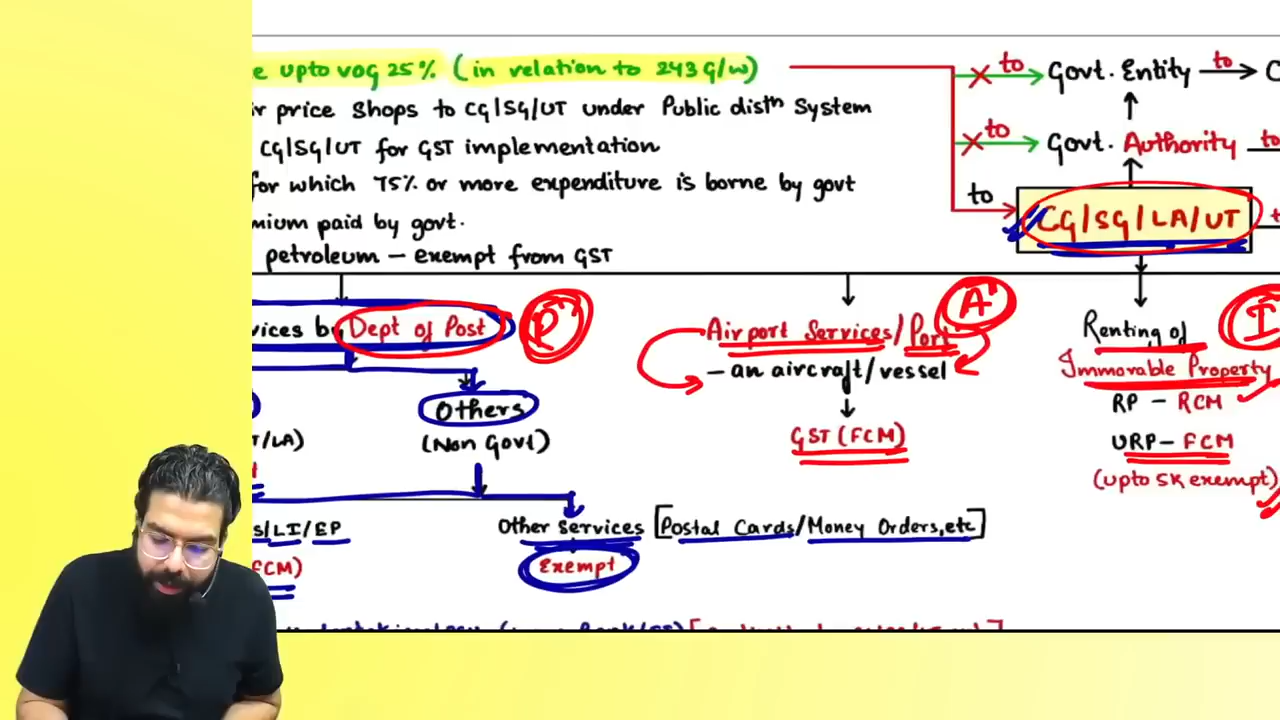 e upto vog 25% (in relation to 243 G/W)
ir price shops to CG/SG/UT under Public distⁿ System
CG/SG/UT for GST implementation
for which 75% or more expenditure is borne by govt
mium paid by govt.
petroleum – exempt from GST
to Govt. Entity to C
to Govt. Authority
to CG/SG/LA/UT t
vices by Dept of Post "P"
Others
T/LA) (Non Govt)
s/LI/EP
FCM)
Other Services [Postal Cards/Money Orders,etc]
Exempt
Airport Services/Port "A"
– an aircraft/vessel
GST (FCM)
Renting of "I
Immovable Property
RP – RCM
URP – FCM
(upto 5K exempt)